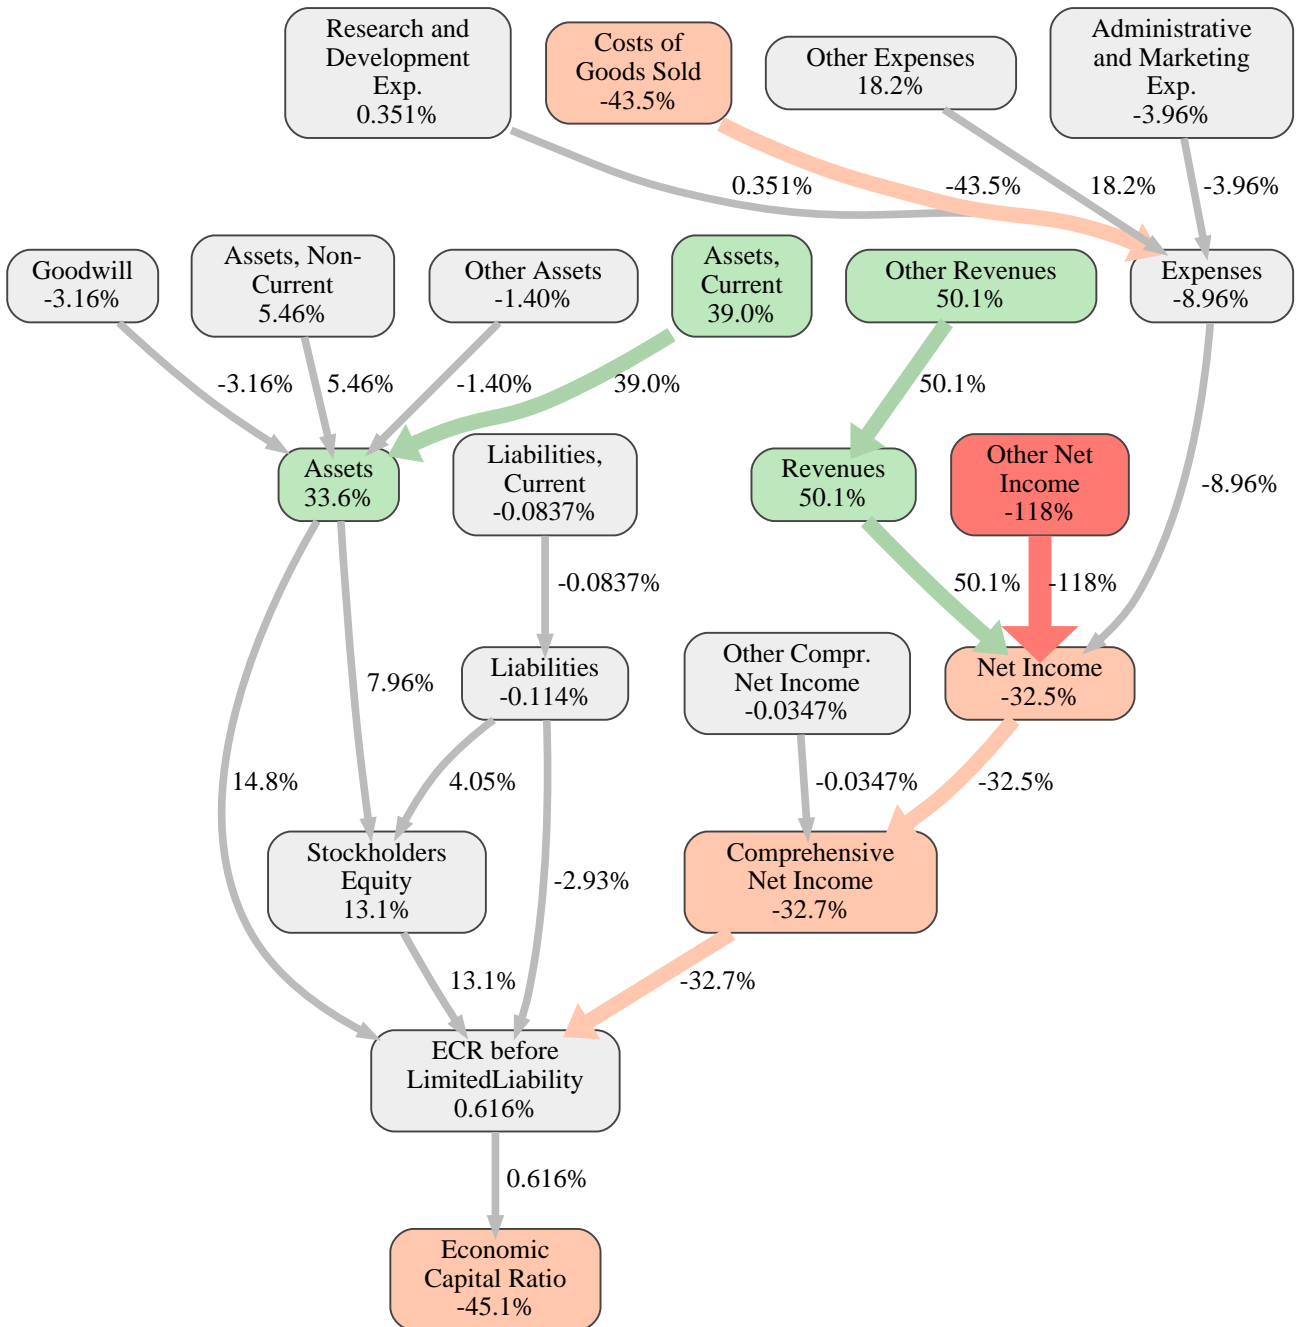 Research and
Development
Exp.
0.351%
Costs of
Goods Sold
-43.5%
Other Expenses
18.2%
Administrative
and Marketing
Exp.
-3.96%
0.351%
-43.5%
18.2%
-3.96%
Goodwill
-3.16%
Assets, Non-
Current
5.46%
Other Assets
-1.40%
Assets,
Current
39.0%
Other Revenues
50.1%
Expenses
-8.96%
-3.16%
5.46%
-1.40%
39.0%
50.1%
-8.96%
Assets
33.6%
Liabilities,
Current
-0.0837%
Revenues
50.1%
Other Net
Income
-118%
-0.0837%
50.1%
-118%
7.96%
Liabilities
-0.114%
Other Compr.
Net Income
-0.0347%
Net Income
-32.5%
14.8%
4.05%
-0.0347%
-32.5%
Stockholders
Equity
13.1%
-2.93%
Comprehensive
Net Income
-32.7%
13.1%
-32.7%
ECR before
LimitedLiability
0.616%
0.616%
Economic
Capital Ratio
-45.1%